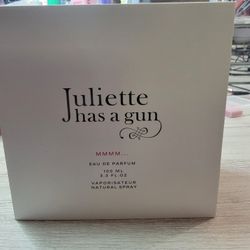 Juliette
has a gun
MMMM...
EAU DE PARFUM
100 ML
3.3 FL OZ
VAPORISATEUR
NATURAL SPRAY